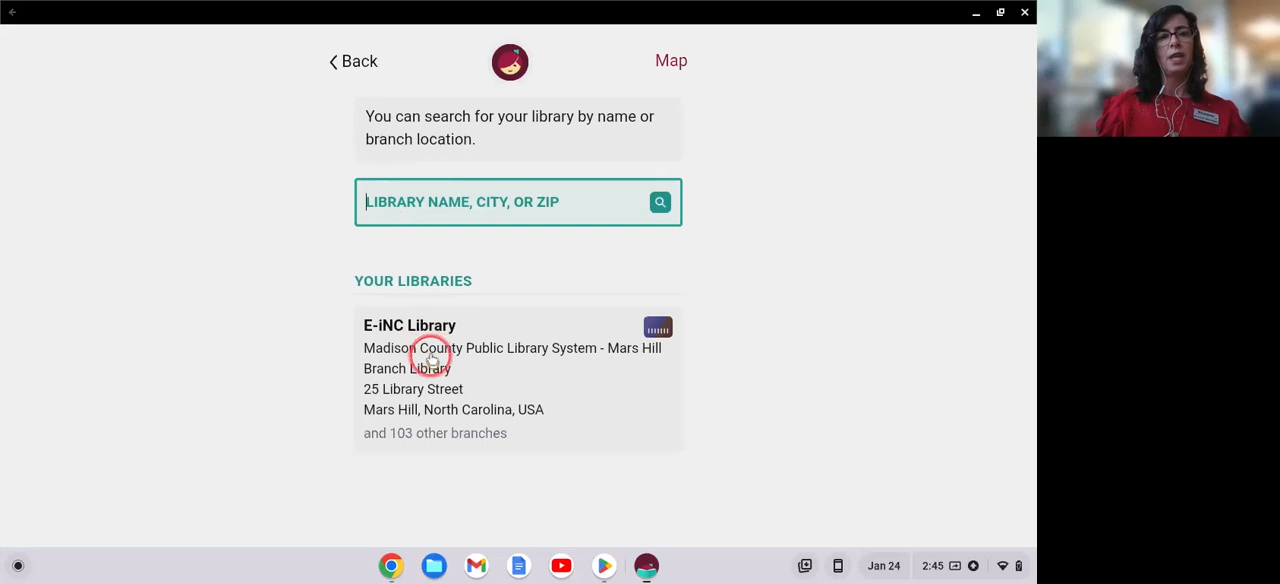 Back
Map
You can search for your library by name or
branch location.
LIBRARY NAME, CITY, OR ZIP
YOUR LIBRARIES
E-iNC Library
Madison County Public Library System - Mars Hill
Branch Library
25 Library Street
Mars Hill, North Carolina, USA
and 103 other branches
Jan 24
2:45